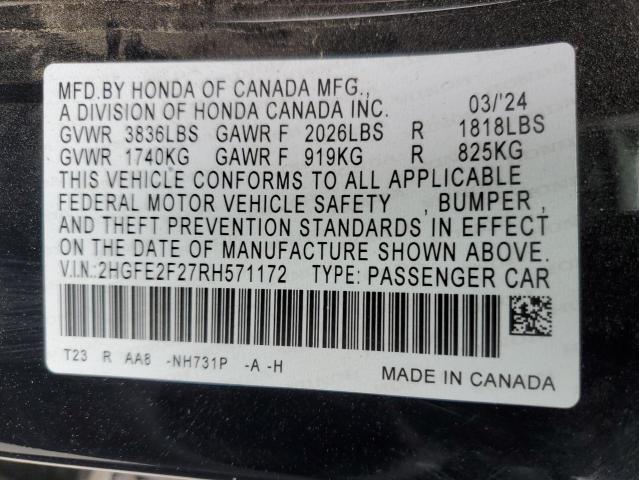 MFD.BY HONDA OF CANADA MFG.,
A DIVISION OF HONDA CANADA INC. 03/'24
GVWR 3836LBS GAWR F 2026LBS R 1818LBS
GVWR 1740KG GAWR F 919KG R 825KG
THIS VEHICLE CONFORMS TO ALL APPLICABLE
FEDERAL MOTOR VEHICLE SAFETY , BUMPER ,
AND THEFT PREVENTION STANDARDS IN EFFECT
ON THE DATE OF MANUFACTURE SHOWN ABOVE.
V.I.N.:2HGFE2F27RH571172 TYPE: PASSENGER CAR
T23 R AA8 -NH731P -A -H
MADE IN CANADA